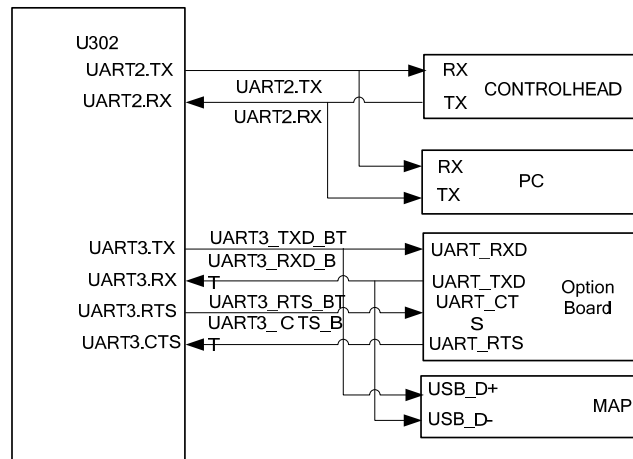 U302
UART2.TX
UART2.RX
UART2.TX
UART2.RX
RX
TX
CONTROLHEAD
RX
TX
PC
UART3.TX
UART3.RX
UART3.RTS
UART3.CTS
UART3_TXD_BT
UART3_RXD_B
T
UART3_RTS_BT
UART3_CTS_B
T
UART_RXD
UART_TXD
UART_CT
S
UART_RTS
Option
Board
USB_D+
USB_D-
MAP